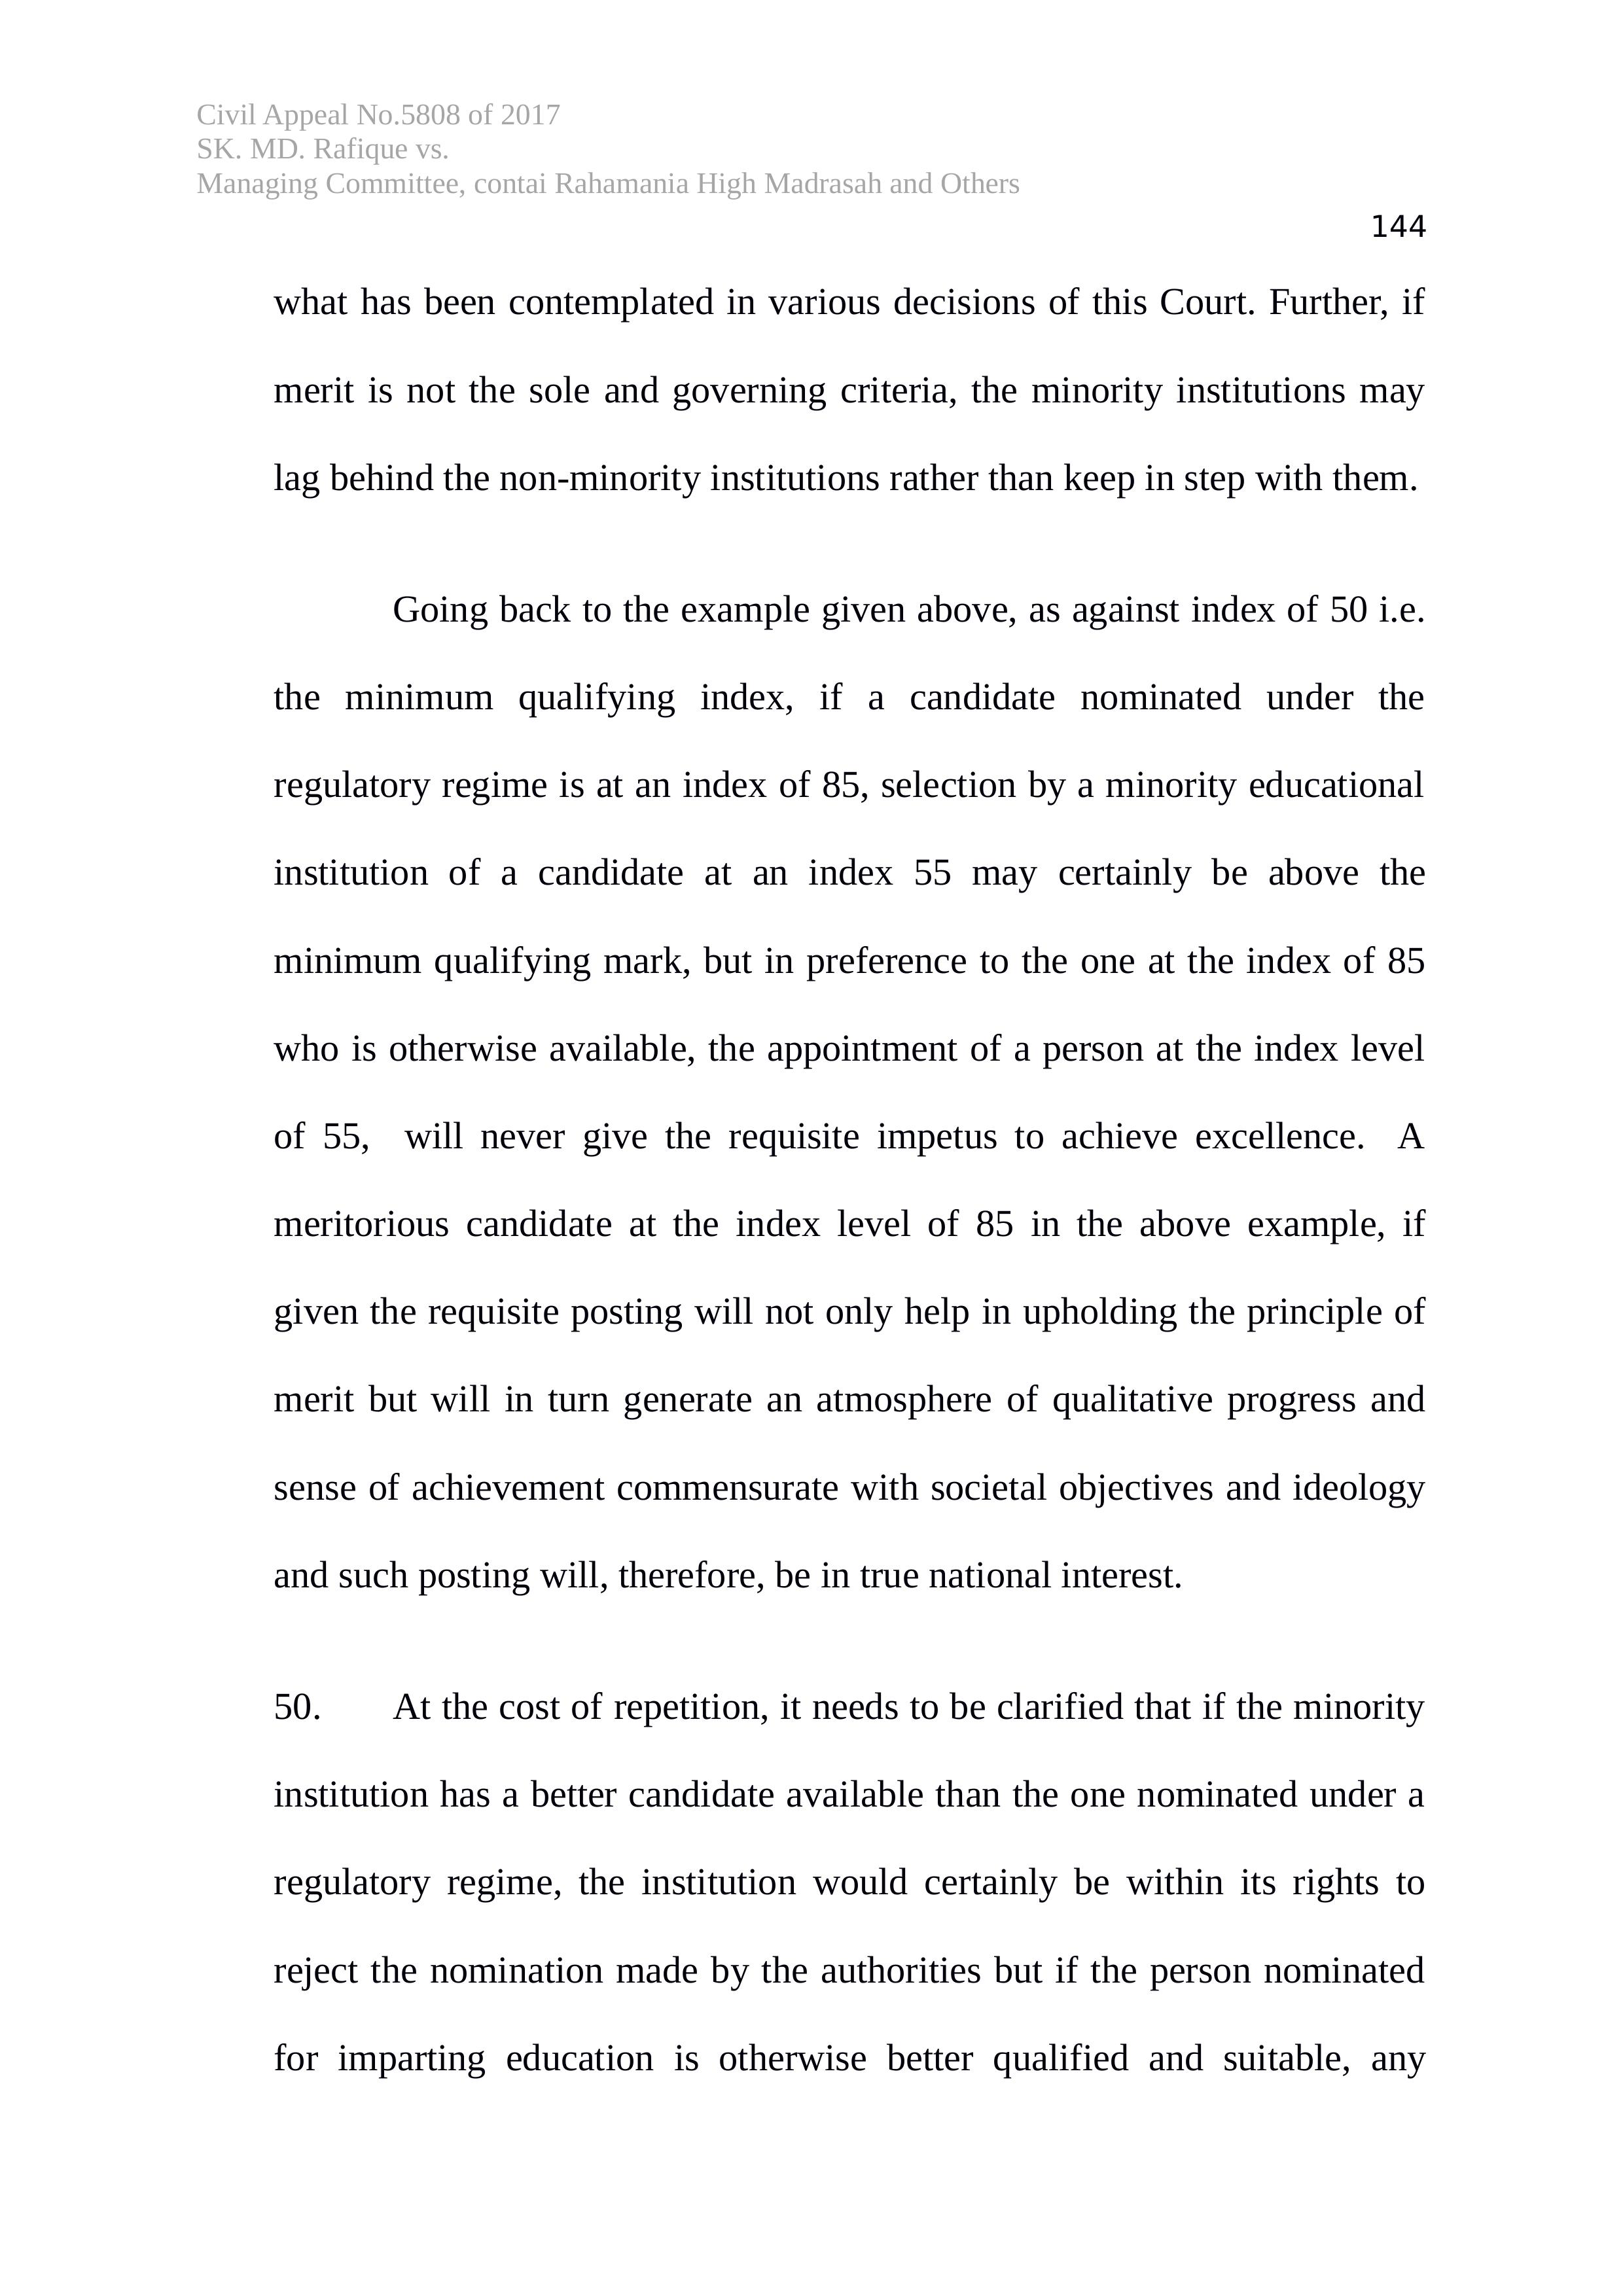 Civil Appeal No.5808 of 2017
SK. MD. Rafique vs.
Managing Committee, contai Rahamania High Madrasah and Others
144
what has been contemplated in various decisions of this Court. Further, if
merit is not the sole and governing criteria, the minority institutions may
lag behind the non-minority institutions rather than keep in step with them.
Going back to the example given above, as against index of 50 i.e.
the minimum qualifying index, if a candidate nominated under the
regulatory regime is at an index of 85, selection by a minority educational
institution of a candidate at an index 55 may certainly be above the
minimum qualifying mark, but in preference to the one at the index of 85
who is otherwise available, the appointment of a person at the index level
of 55, will never give the requisite impetus to achieve excellence. A
meritorious candidate at the index level of 85 in the above example, if
given the requisite posting will not only help in upholding the principle of
merit but will in turn generate an atmosphere of qualitative progress and
sense of achievement commensurate with societal objectives and ideology
and such posting will, therefore, be in true national interest.
50. At the cost of repetition, it needs to be clarified that if the minority
institution has a better candidate available than the one nominated under a
regulatory regime, the institution would certainly be within its rights to
reject the nomination made by the authorities but if the person nominated
for imparting education is otherwise better qualified and suitable, any